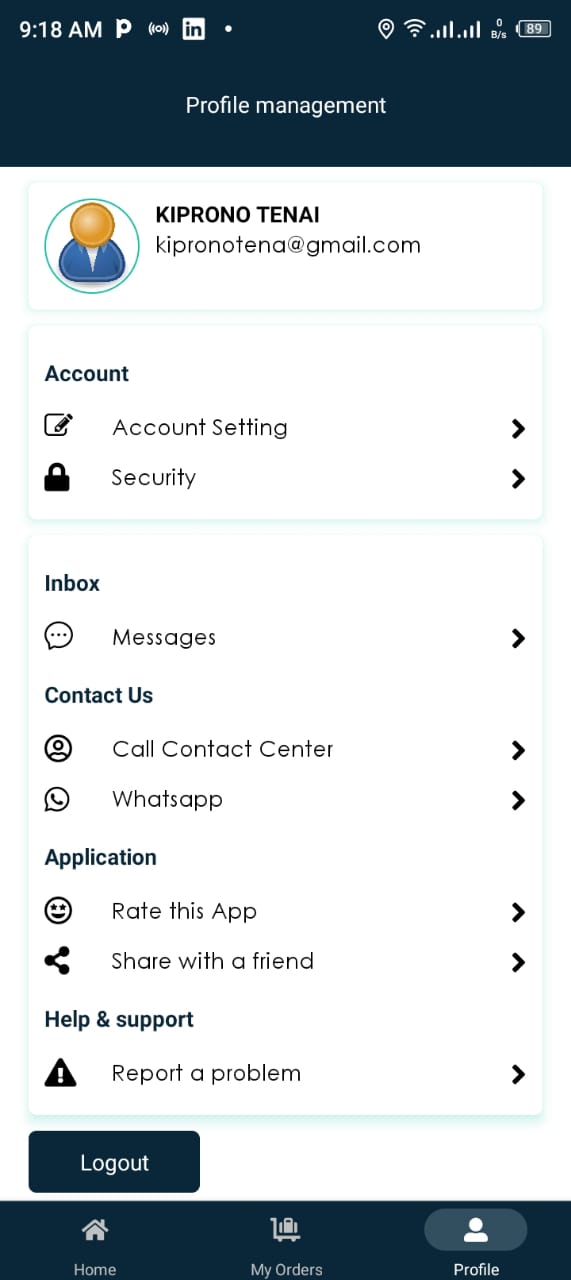 9:18 AM
0
B/s
89
Profile management
KIPRONO TENAI
kipronotena@gmail.com
Account
Account Setting
Security
Inbox
Messages
Contact Us
Call Contact Center
Whatsapp
Application
Rate this App
Share with a friend
Help & support
Report a problem
Logout
Home
My Orders
Profile